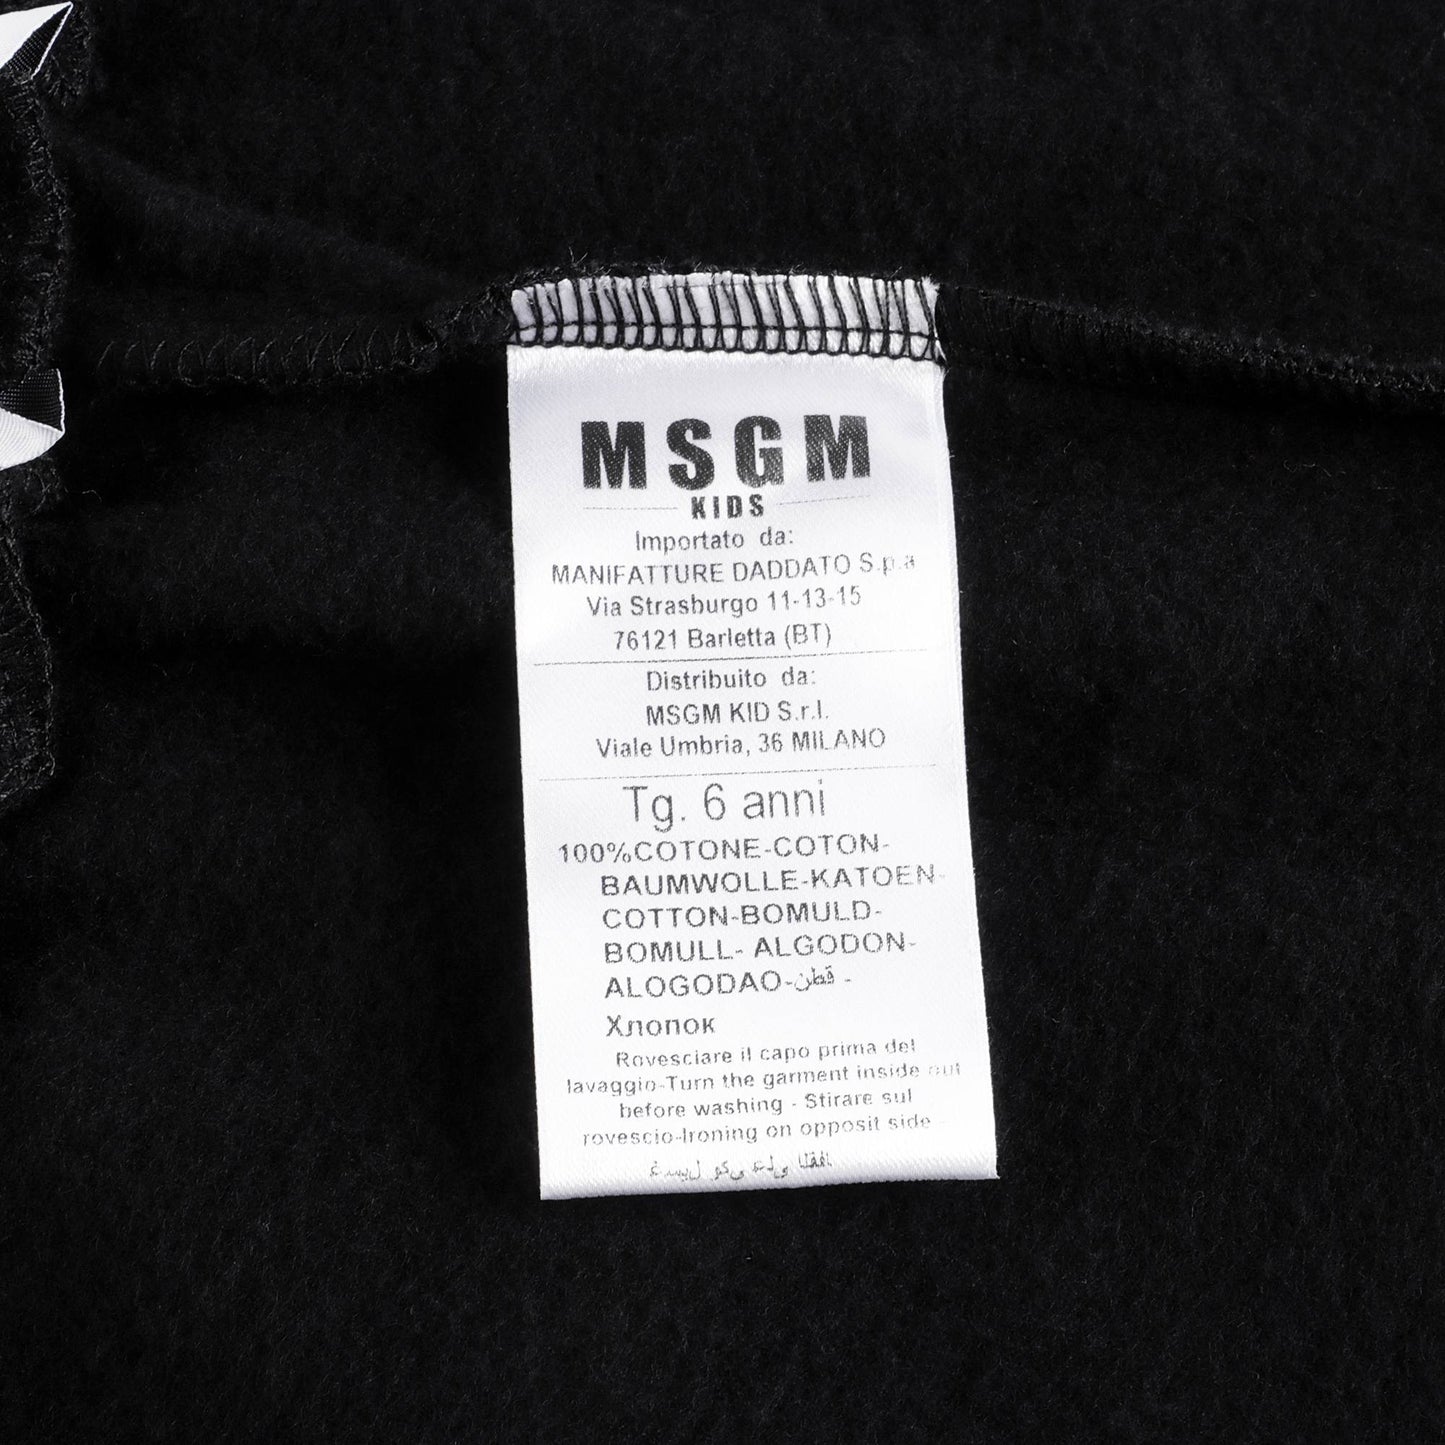 MSGM
KIDS
Importato da:
MANIFATTURE DADDATO S.p.a
Via Strasburgo 11-13-15
76121 Barletta (BT)
Distribuito da:
MSGM KID S.r.l.
Viale Umbria, 36 MILANO
Tg. 6 anni
100%COTONE-COTON-
BAUMWOLLE-KATOEN-
COTTON-BOMULD-
BOMULL- ALGODON-
ALOGODAO-قطن -
Хлопок
Rovesciare il capo prima del
lavaggio-Turn the garment inside out
before washing - Stirare sul
rovescio-Ironing on opposit side -